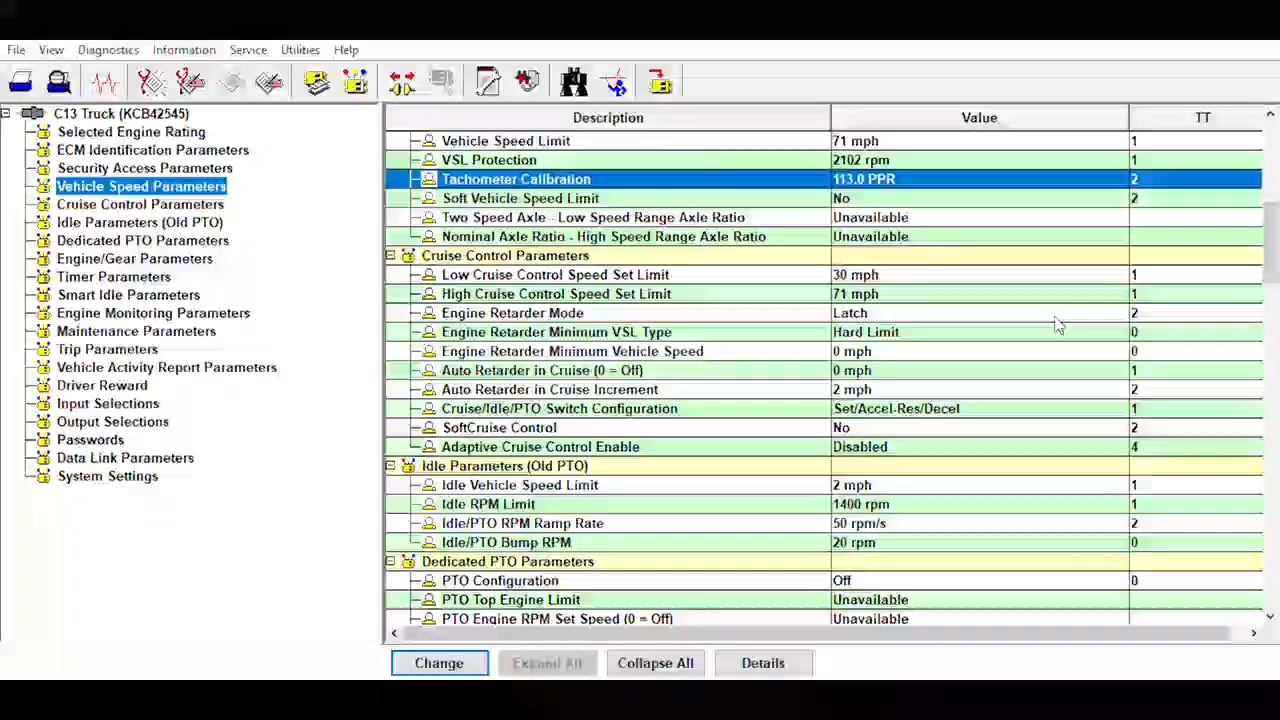 File View Diagnostics Information Service Utilities Help
C13 Truck (KCB42545)
Selected Engine Rating
ECM Identification Parameters
Security Access Parameters
Vehicle Speed Parameters
Cruise Control Parameters
Idle Parameters (Old PTO)
Dedicated PTO Parameters
Engine/Gear Parameters
Timer Parameters
Smart Idle Parameters
Engine Monitoring Parameters
Maintenance Parameters
Trip Parameters
Vehicle Activity Report Parameters
Driver Reward
Input Selections
Output Selections
Passwords
Data Link Parameters
System Settings
Description Value TT
Vehicle Speed Limit 71 mph 1
VSL Protection 2102 rpm 1
Tachometer Calibration 113.0 PPR 2
Soft Vehicle Speed Limit No 2
Two Speed Axle - Low Speed Range Axle Ratio Unavailable
Nominal Axle Ratio - High Speed Range Axle Ratio Unavailable
Cruise Control Parameters
Low Cruise Control Speed Set Limit 30 mph 1
High Cruise Control Speed Set Limit 71 mph 1
Engine Retarder Mode Latch 2
Engine Retarder Minimum VSL Type Hard Limit 0
Engine Retarder Minimum Vehicle Speed 0 mph 0
Auto Retarder in Cruise (0 = Off) 0 mph 1
Auto Retarder in Cruise Increment 2 mph 2
Cruise/Idle/PTO Switch Configuration Set/Accel-Res/Decel 1
SoftCruise Control No 2
Adaptive Cruise Control Enable Disabled 4
Idle Parameters (Old PTO)
Idle Vehicle Speed Limit 2 mph 1
Idle RPM Limit 1400 rpm 1
Idle/PTO RPM Ramp Rate 50 rpm/s 2
Idle/PTO Bump RPM 20 rpm 0
Dedicated PTO Parameters
PTO Configuration Off 0
PTO Top Engine Limit Unavailable
PTO Engine RPM Set Speed (0 = Off) Unavailable
Change Expand All Collapse All Details